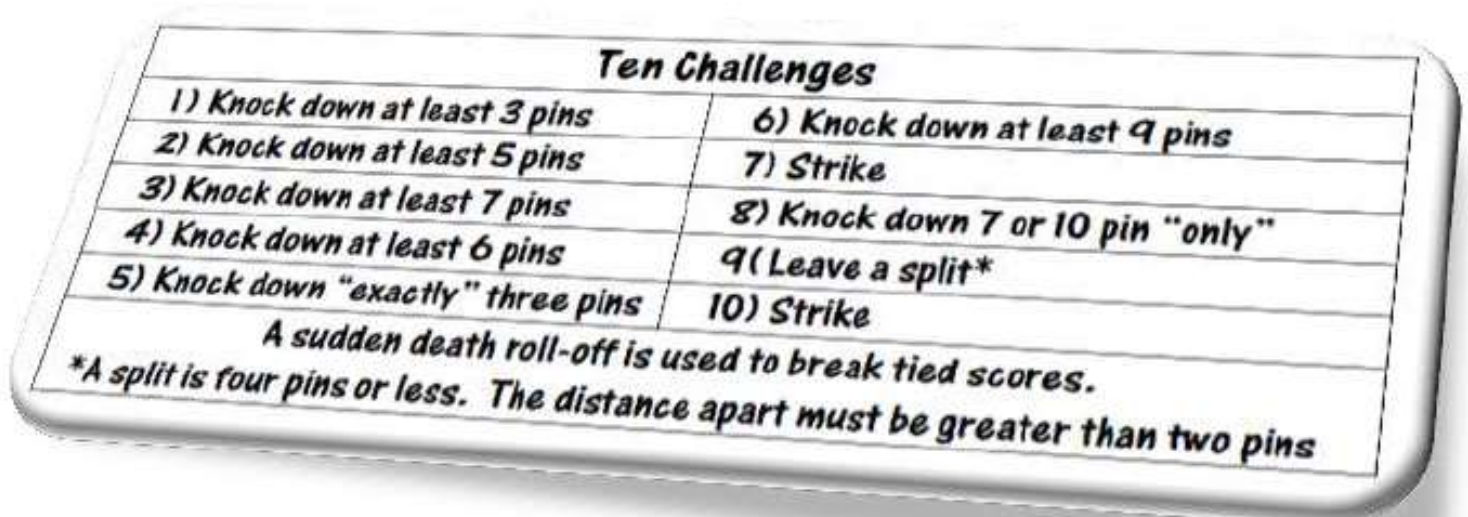 Ten Challenges
1) Knock down at least 3 pins
2) Knock down at least 5 pins
3) Knock down at least 7 pins
4) Knock down at least 6 pins
5) Knock down “exactly” three pins
6) Knock down at least 9 pins
7) Strike
8) Knock down 7 or 10 pin “only”
9( Leave a split*
10) Strike
A sudden death roll-off is used to break tied scores.
*A split is four pins or less. The distance apart must be greater than two pins